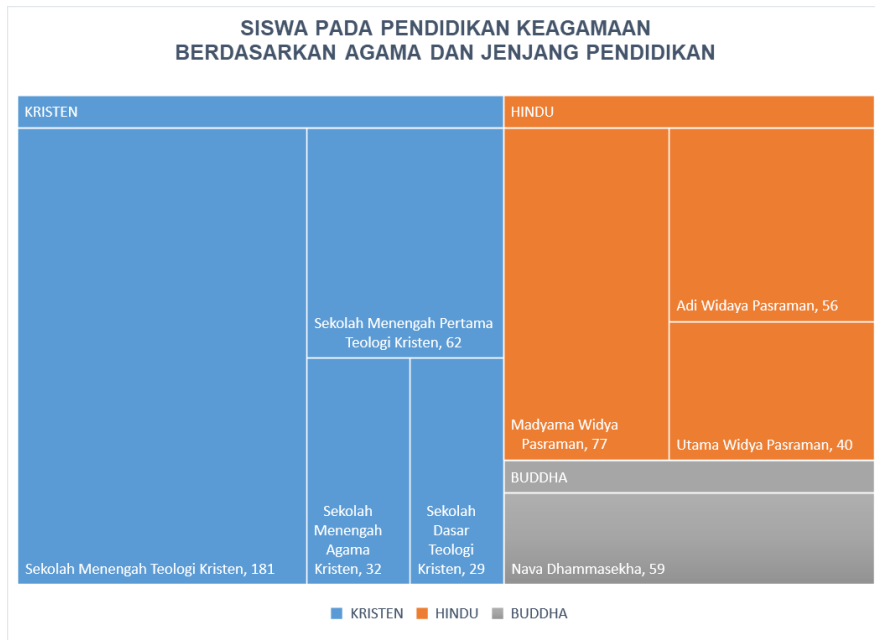 SISWA PADA PENDIDIKAN KEAGAMAAN
BERDASARKAN AGAMA DAN JENJANG PENDIDIKAN
KRISTEN
Sekolah Menengah Teologi Kristen, 181
Sekolah Menengah Pertama
Teologi Kristen, 62
Sekolah
Menengah
Agama
Kristen, 32
Sekolah
Dasar
Teologi
Kristen, 29
HINDU
Madyama Widya
Pasraman, 77
Adi Widaya Pasraman, 56
Utama Widya Pasraman, 40
BUDDHA
Nava Dhammasekha, 59
KRISTEN HINDU BUDDHA